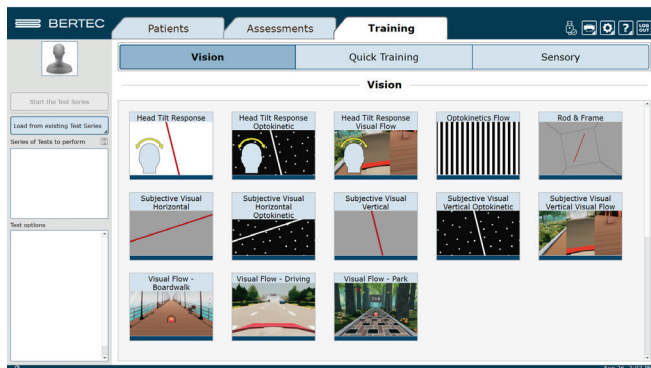 BERTEC
Patients
Assessments
Training
LOG
OUT
Vision
Quick Training
Sensory
Vision
Start the Test Series
Load from existing Test Series
Series of Tests to perform
Test options
Head Tilt Response
Head Tilt Response
Optokinetic
Head Tilt Response
Visual Flow
Optokinetics Flow
Rod & Frame
Subjective Visual
Horizontal
Subjective Visual
Horizontal
Optokinetic
Subjective Visual
Vertical
Subjective Visual
Vertical Optokinetic
Subjective Visual
Vertical Visual Flow
Visual Flow -
Boardwalk
Visual Flow - Driving
Visual Flow - Park